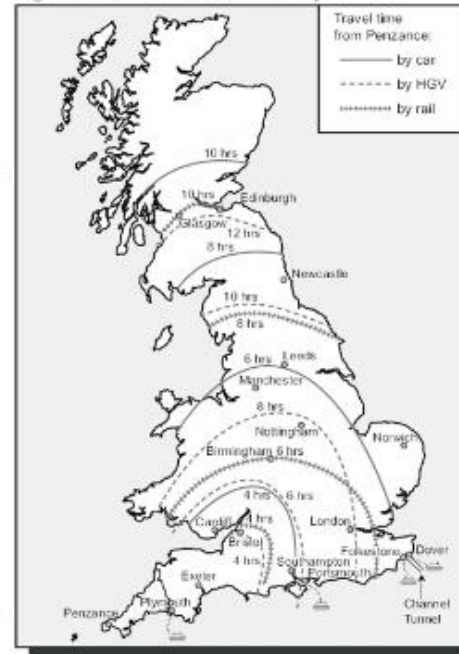 Travel time
from Penzance:
by car
by HGV
by rail
10 hrs
10 hrs
Edinburgh
Glasgow
12 hrs
8 hrs
Newcastle
10 hrs
8 hrs
6 hrs
Leeds
Manchester
8 hrs
Nottingham
Norwich
Birmingham
6 hrs
4 hrs
6 hrs
Cardiff
4 hrs
London
Bristol
Folkestone
Dover
4 hrs
Southampton
Portsmouth
Exeter
Channel
Tunnel
Penzance
Plymouth